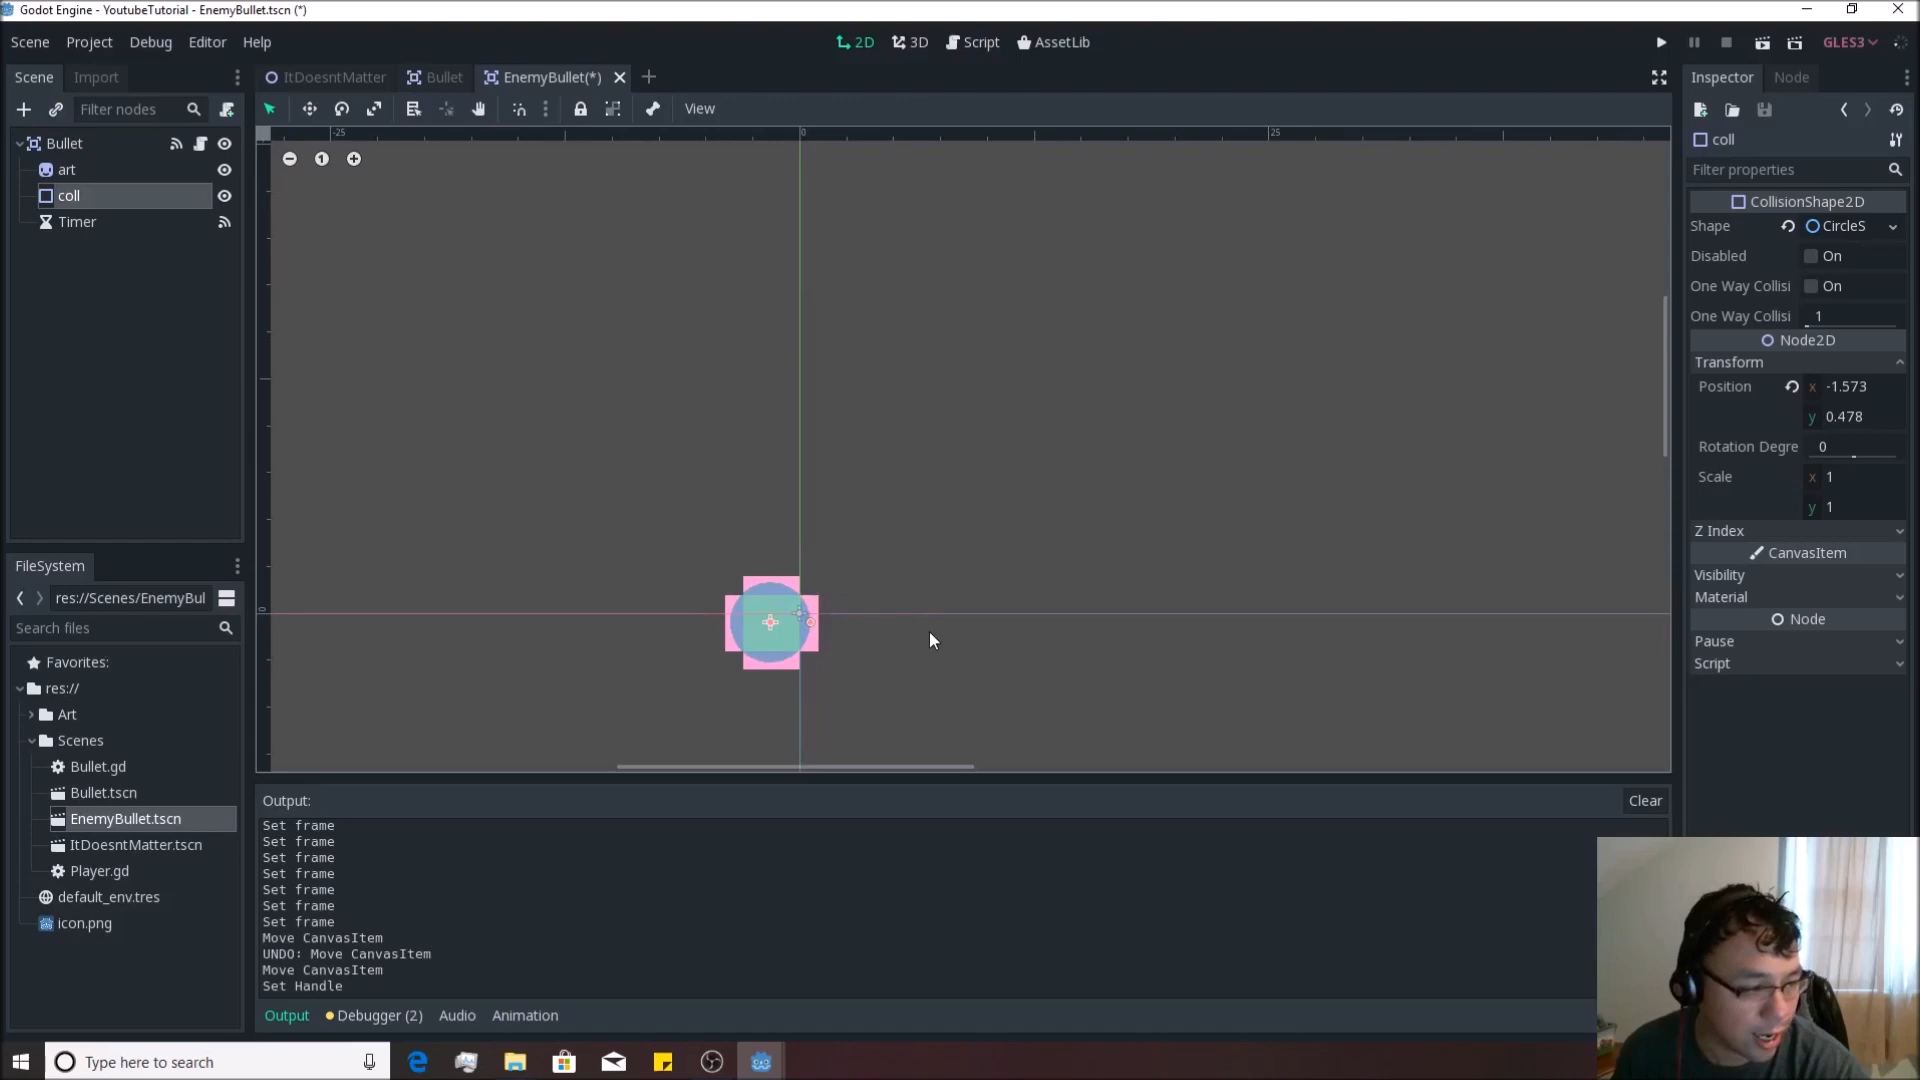 Godot Engine - YoutubeTutorial - EnemyBullet.tscn (*)
Scene Project Debug Editor Help
2D 3D Script AssetLib
GLES3
Scene Import
ItDoesntMatter Bullet EnemyBullet(*)
Inspector Node
Filter nodes
View
Bullet
art
coll
Timer
-25 0 25
1
0
coll
Filter properties
CollisionShape2D
Shape CircleS
Disabled On
One Way Collisi On
One Way Collisi 1
Node2D
Transform
Position x -1.573
y 0.478
Rotation Degre 0
Scale x 1
y 1
Z Index
CanvasItem
Visibility
Material
Node
Pause
Script
FileSystem
res://Scenes/EnemyBul
Search files
Favorites:
res://
Art
Scenes
Bullet.gd
Bullet.tscn
EnemyBullet.tscn
ItDoesntMatter.tscn
Player.gd
default_env.tres
icon.png
Output: Clear
Set frame
Set frame
Set frame
Set frame
Set frame
Set frame
Set frame
Move CanvasItem
UNDO: Move CanvasItem
Move CanvasItem
Set Handle
Output Debugger (2) Audio Animation
Type here to search